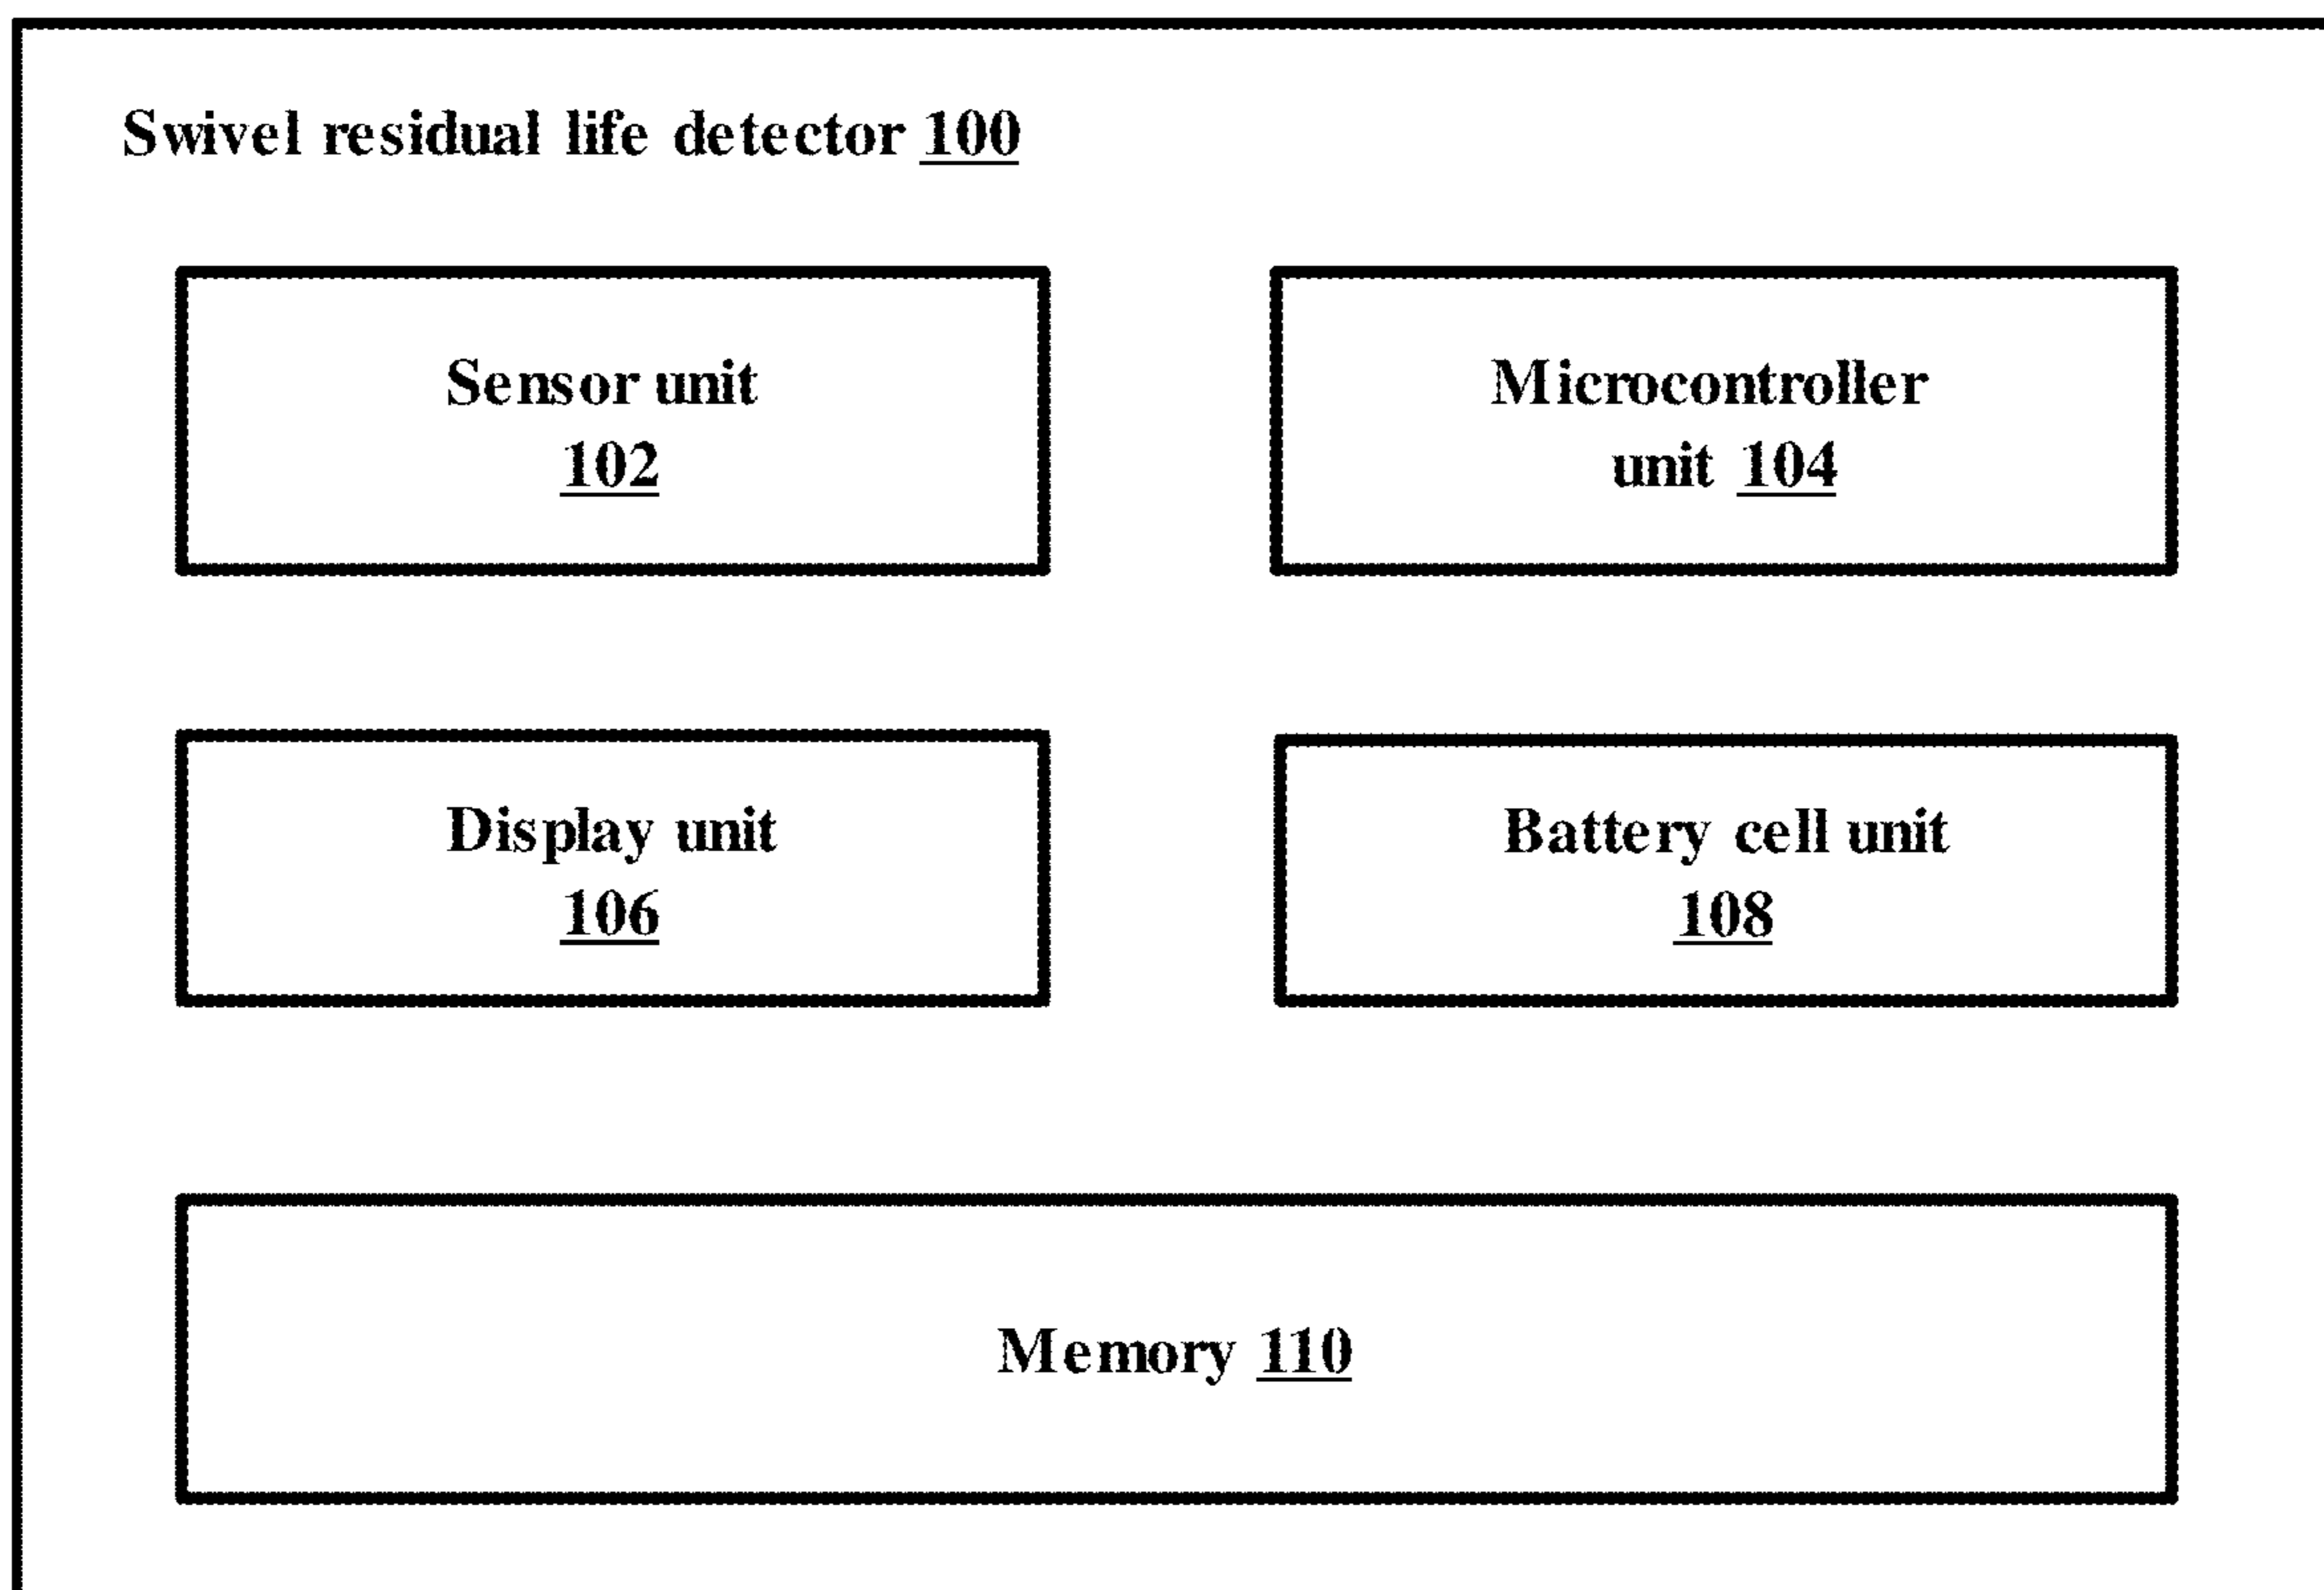 Swivel residual life detector 100
Sensor unit
102
Microcontroller
unit 104
Display unit
106
Battery cell unit
108
Memory 110